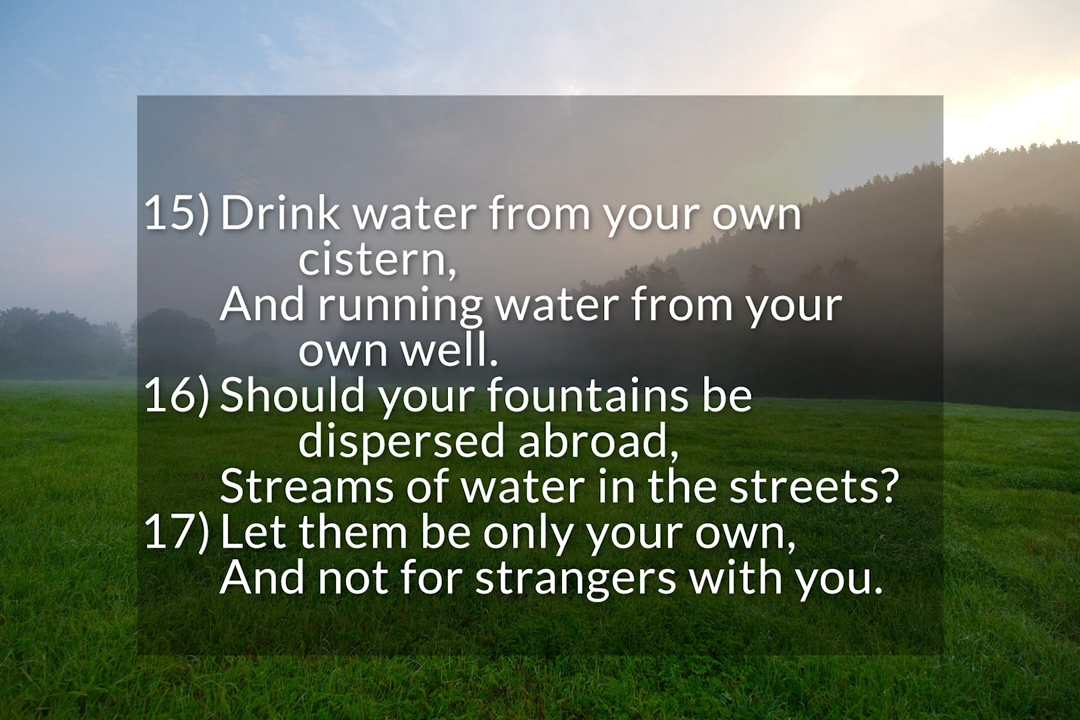 15) Drink water from your own
cistern,
And running water from your
own well.
16) Should your fountains be
dispersed abroad,
Streams of water in the streets?
17) Let them be only your own,
And not for strangers with you.